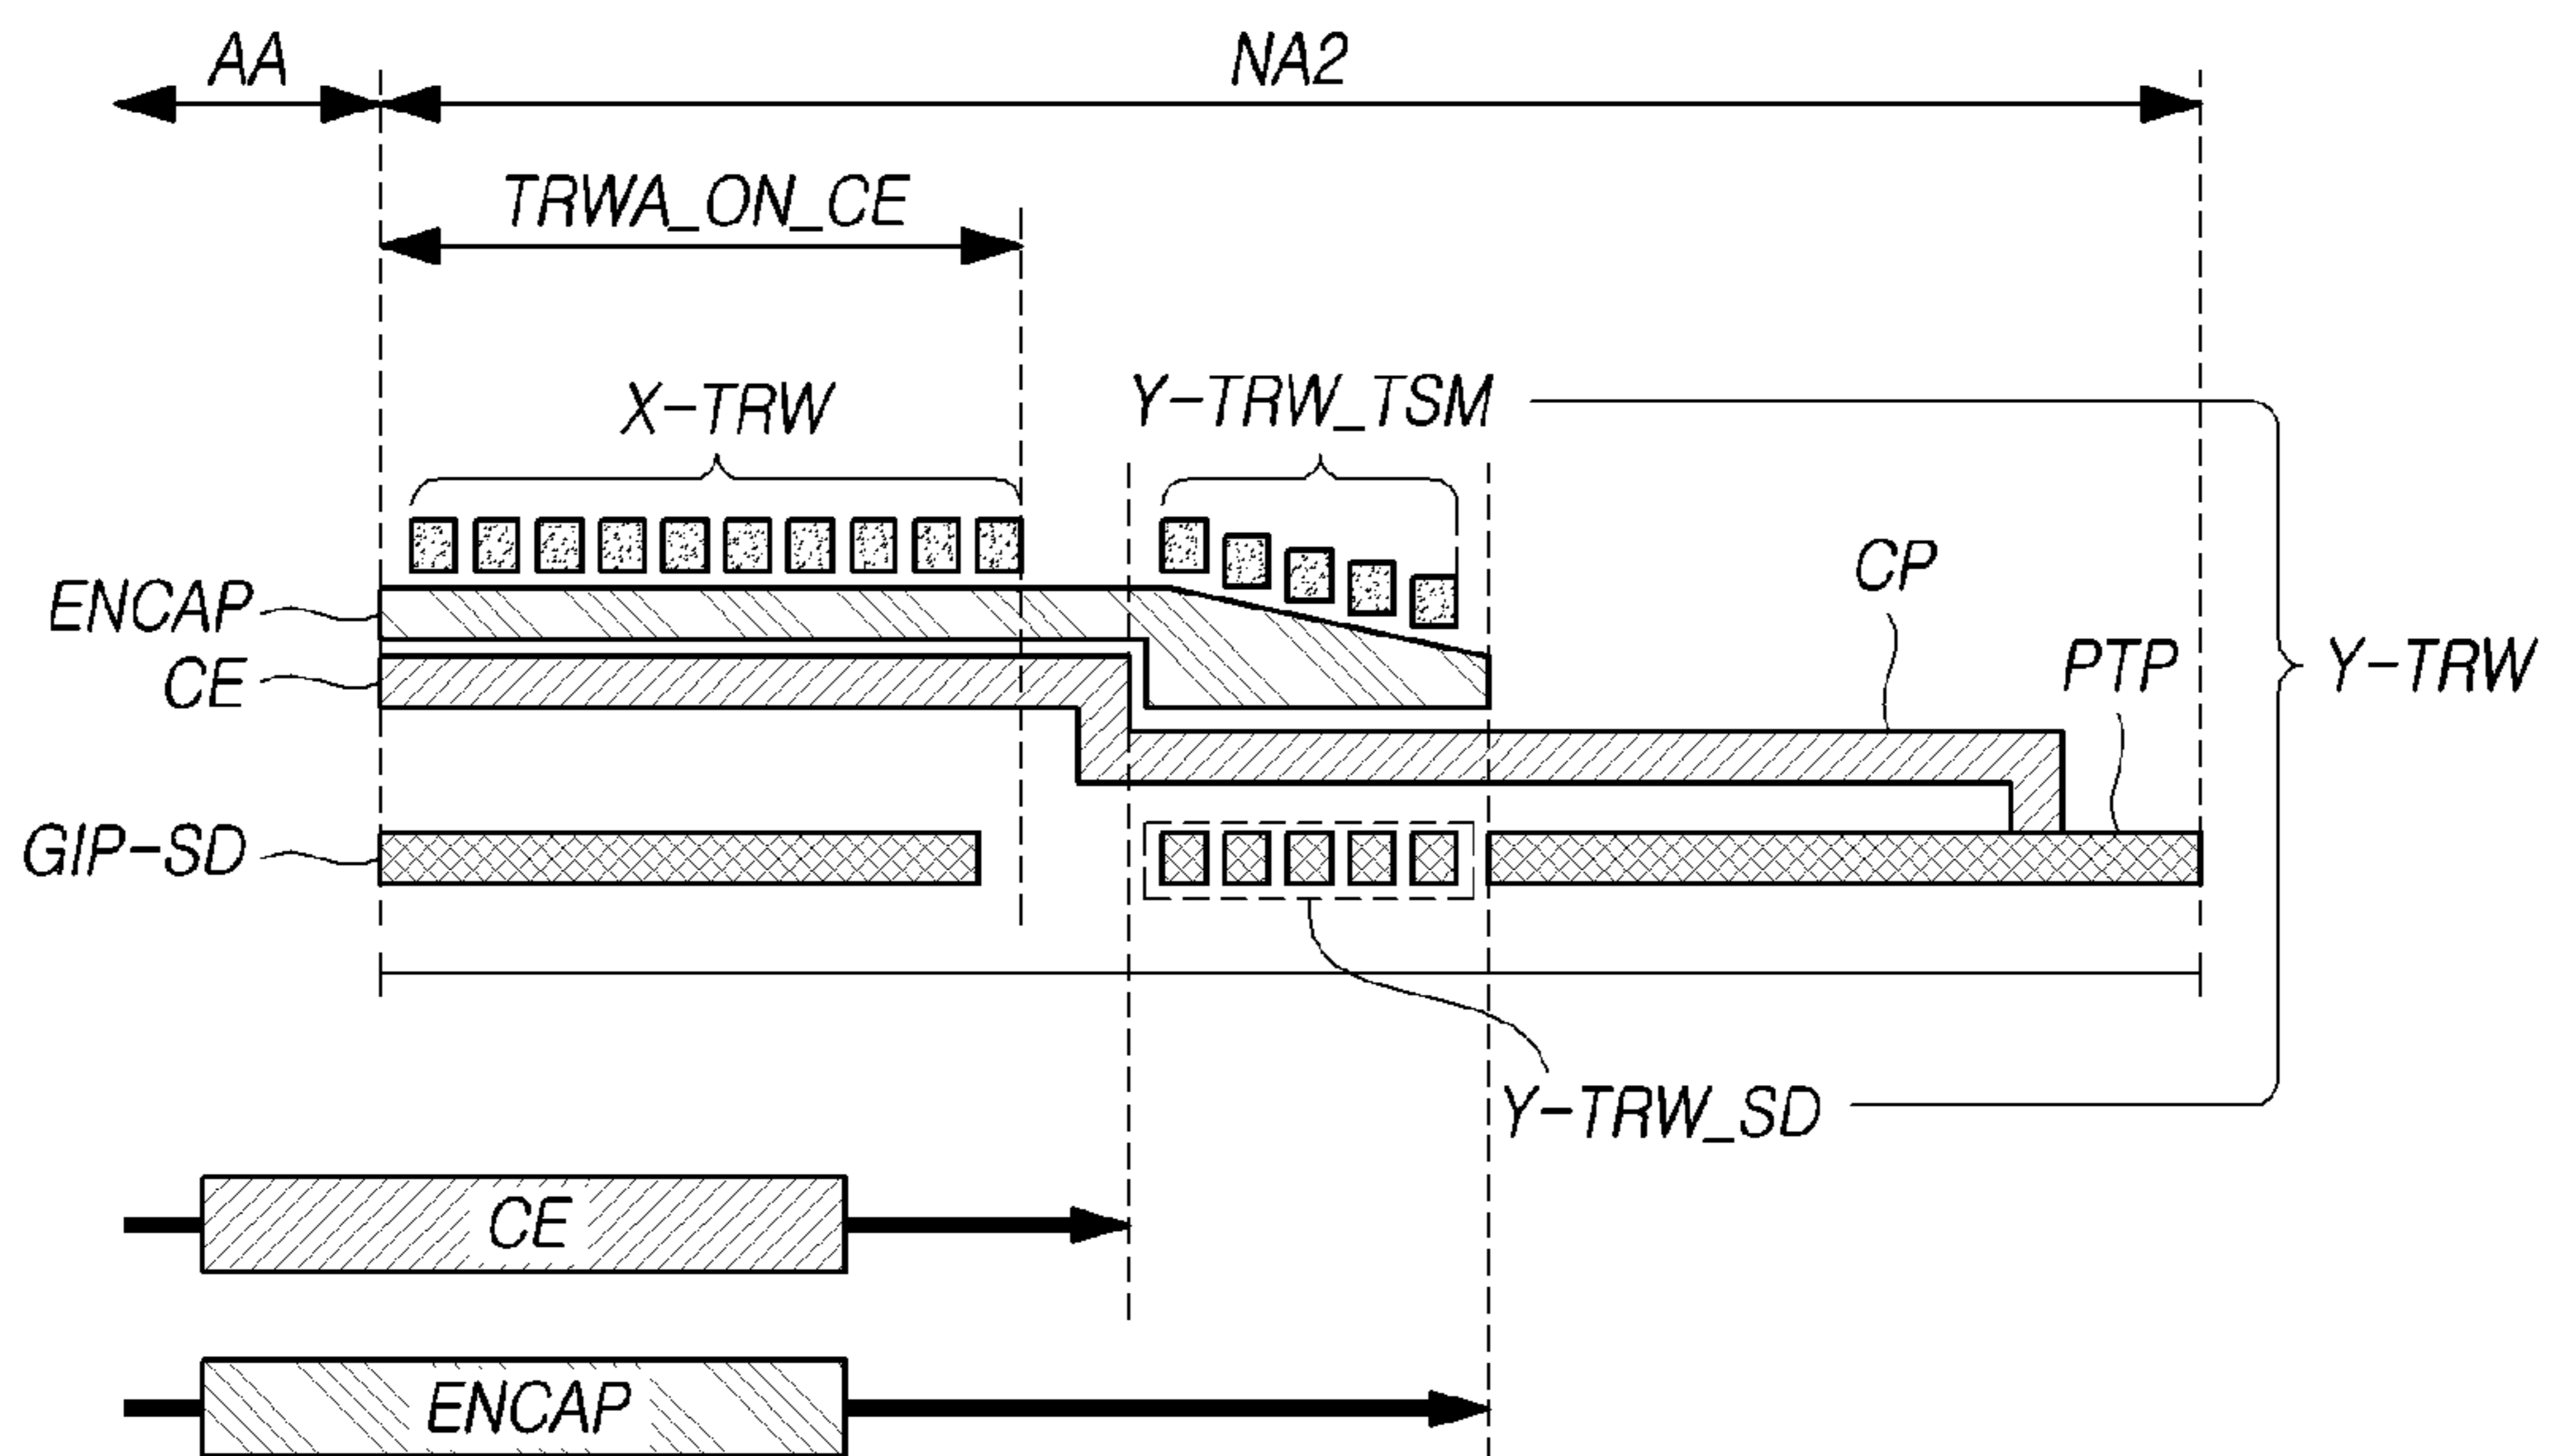 AA
NA2
TRWA_ON_CE
X-TRW
Y-TRW_TSM
CP
ENCAP
CE
PTP
Y-TRW
GIP-SD
Y-TRW_SD
CE
ENCAP